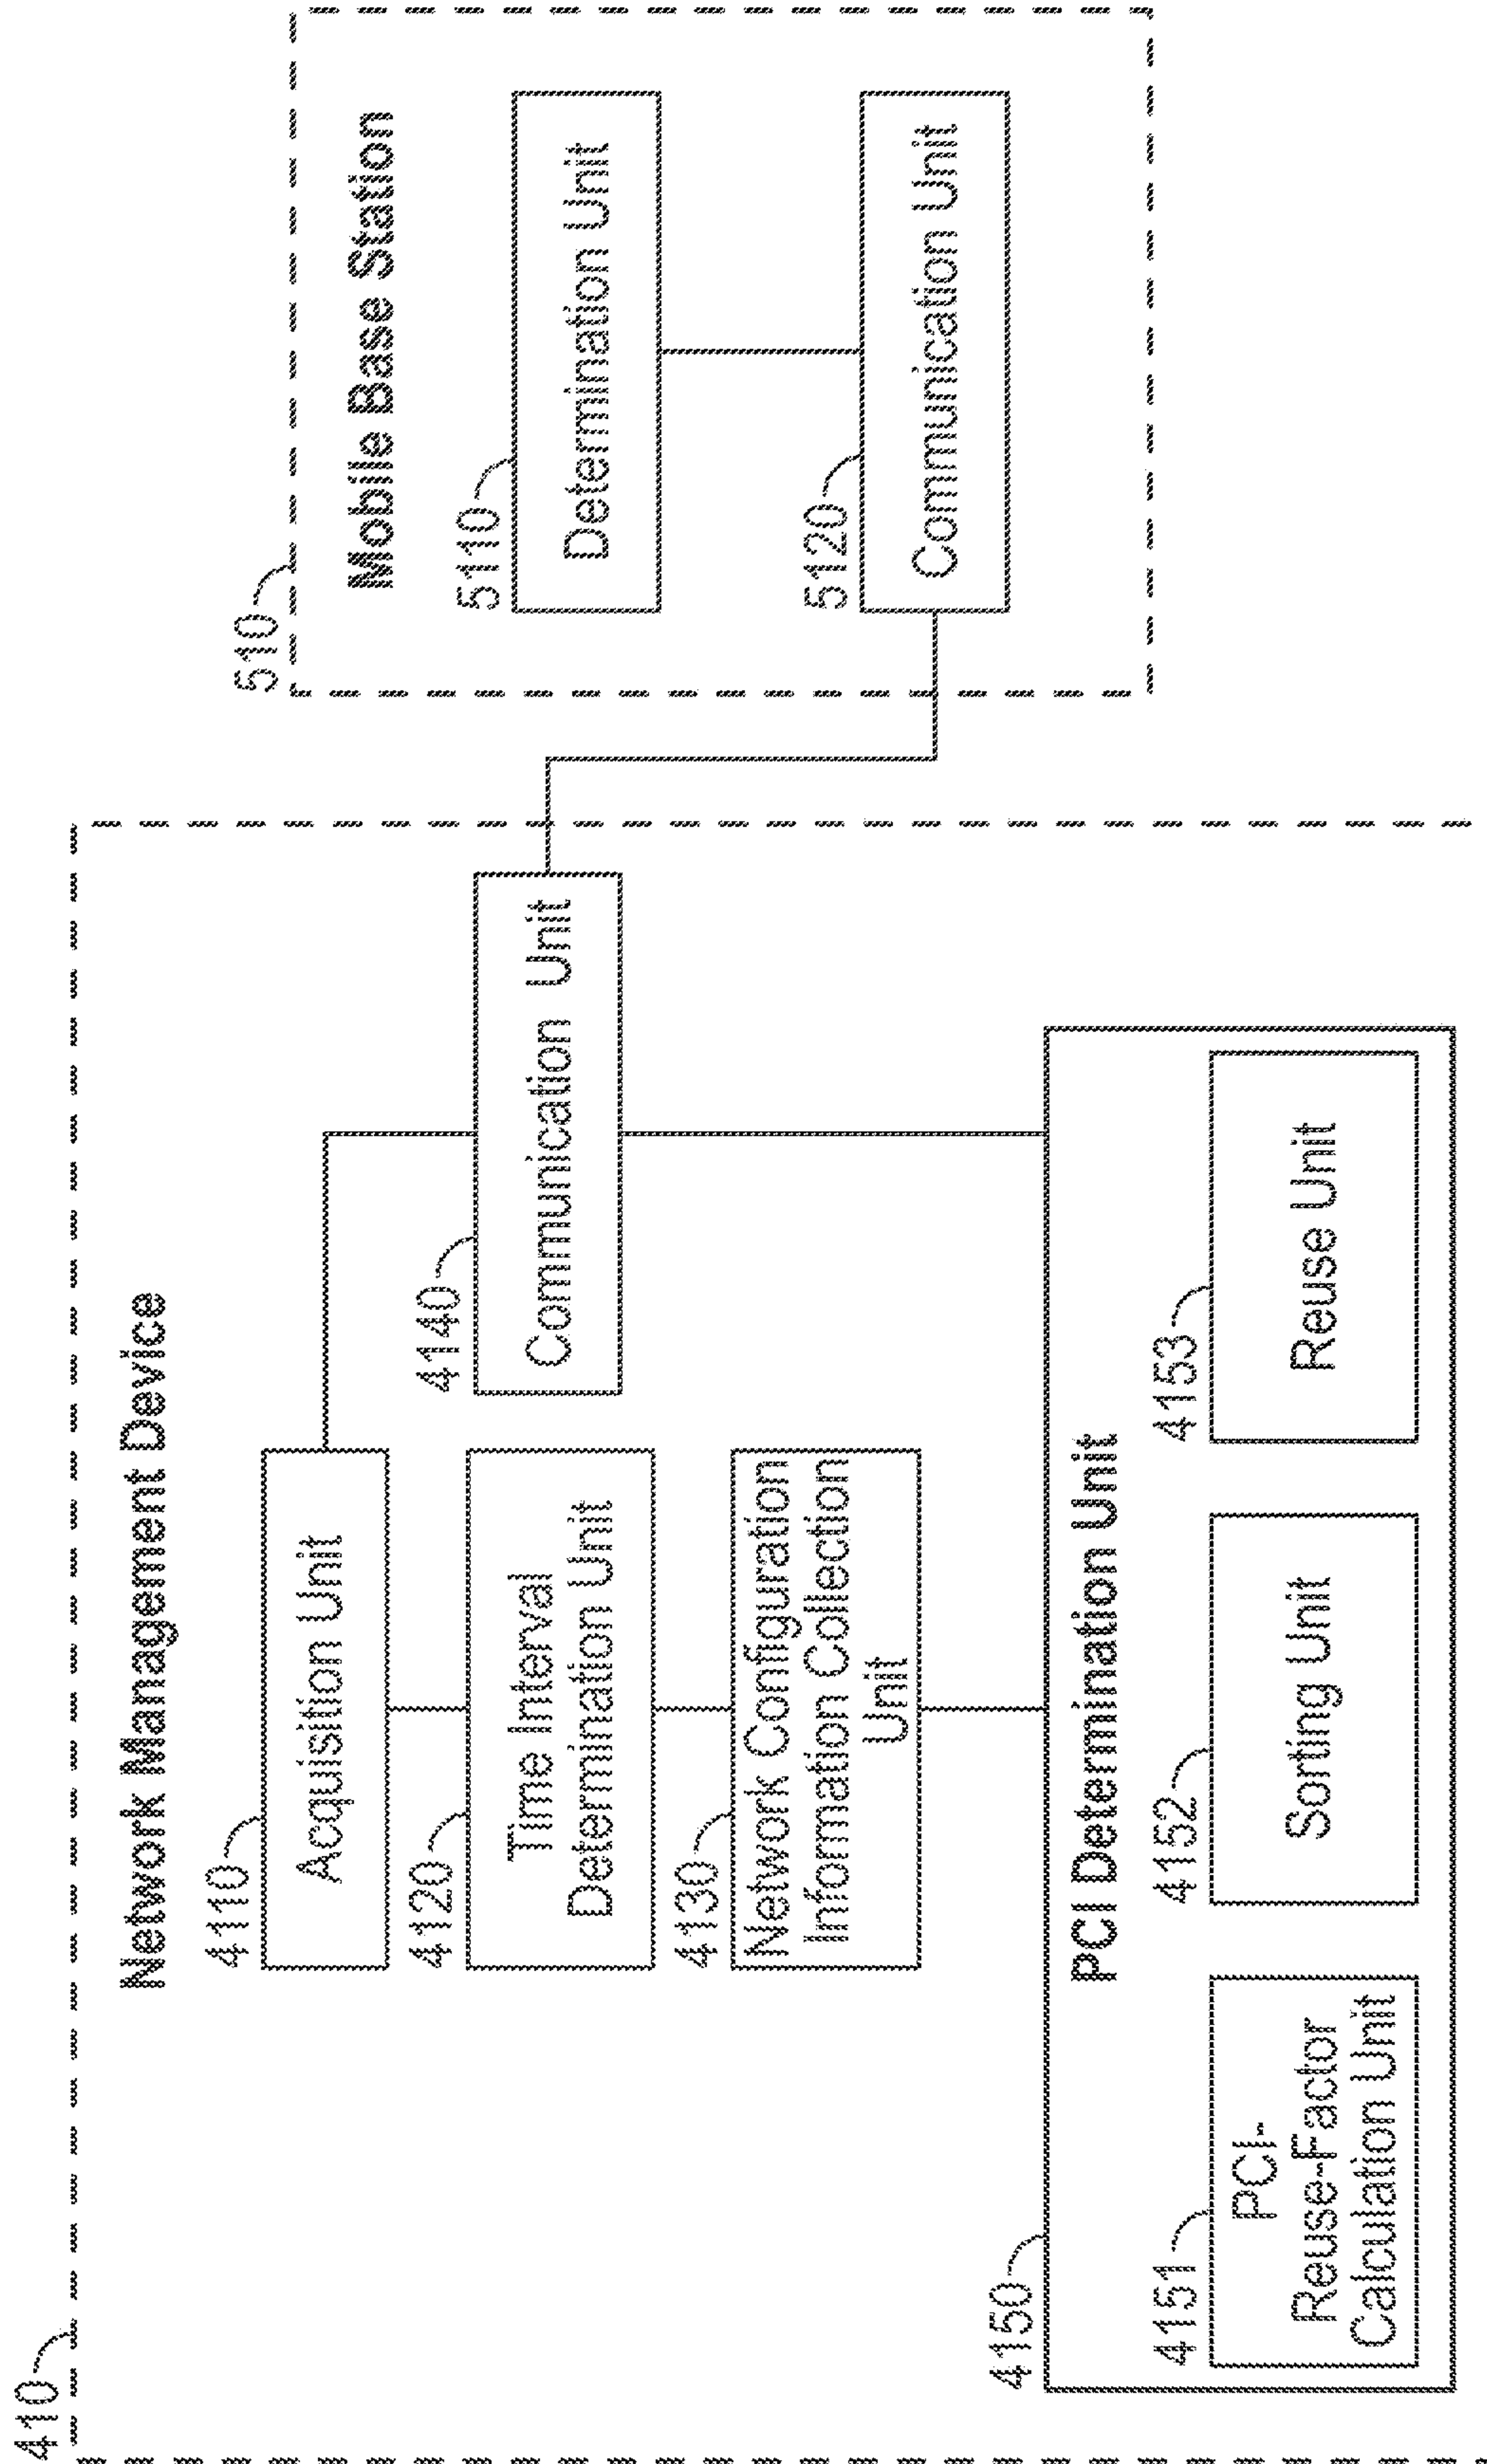 410
Network Management Device
4110
Acquisition Unit
4120
Time Interval
Determination Unit
4130
Network Configuration
Information Collection
Unit
4140
Communication Unit
4150
PCI Determination Unit
4151
PCI-
Reuse-Factor
Calculation Unit
4152
Sorting Unit
4153
Reuse Unit
510
Mobile Base Station
5110
Determination Unit
5120
Communication Unit